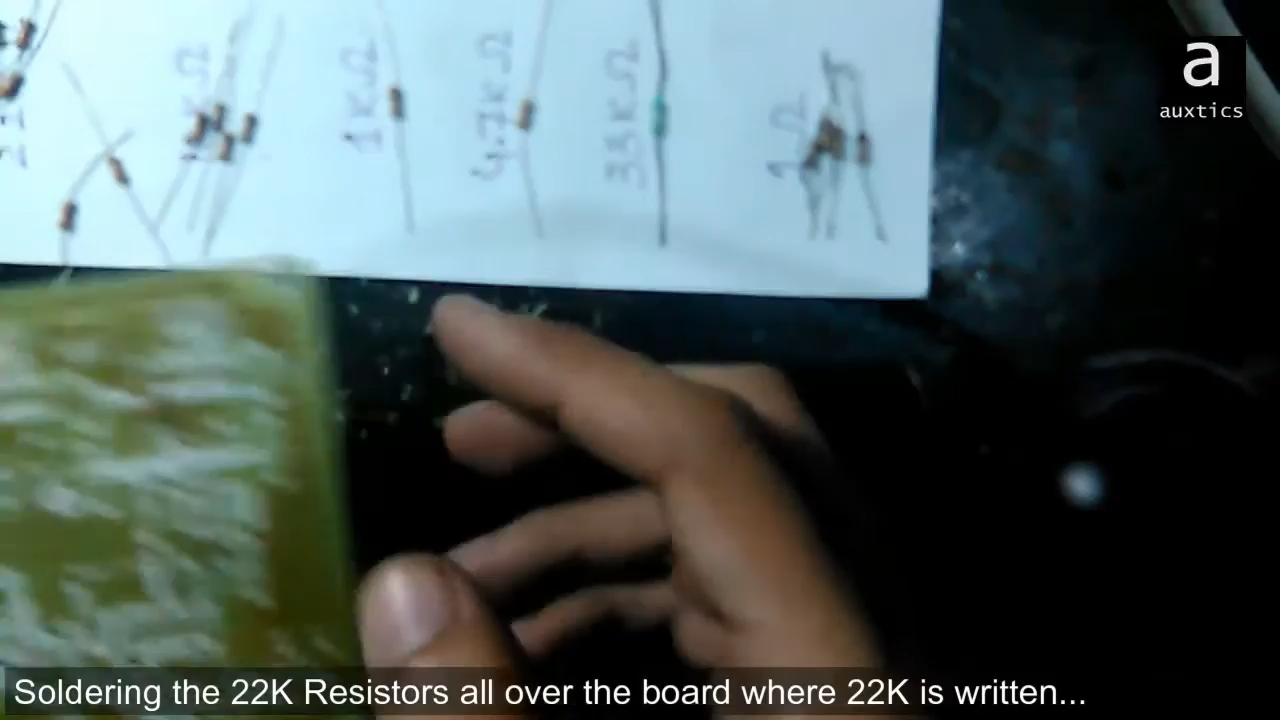 1KΩ
4.7KΩ
33KΩ
1Ω
a
auxtics
Soldering the 22K Resistors all over the board where 22K is written...